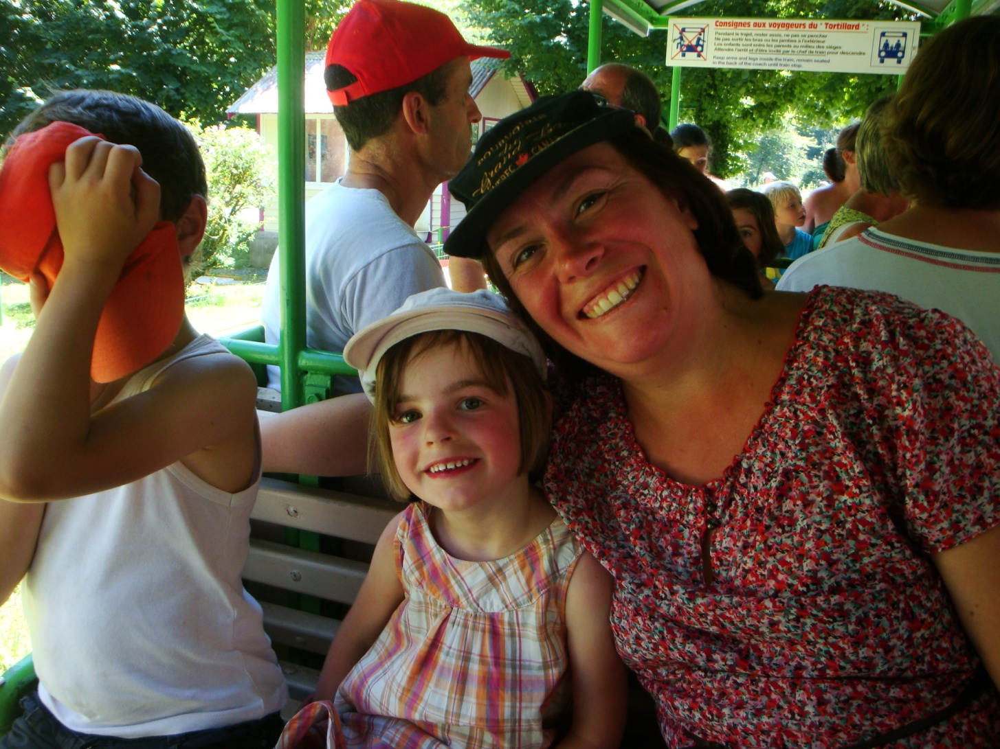 Consignes aux voyageurs du " Tortillard " :
Pendant le trajet, rester assis, ne pas se pencher
Ne pas sortir les bras ou les jambes à l'extérieur
Les enfants sont entre les parents au milieu des sièges
Attendre l'arrêt et d'être invité par le chef de train pour descendre
Keep arms and legs inside the train, remain seated
in the back of the coach until train stop.
POURVOIRIE
du
Grand